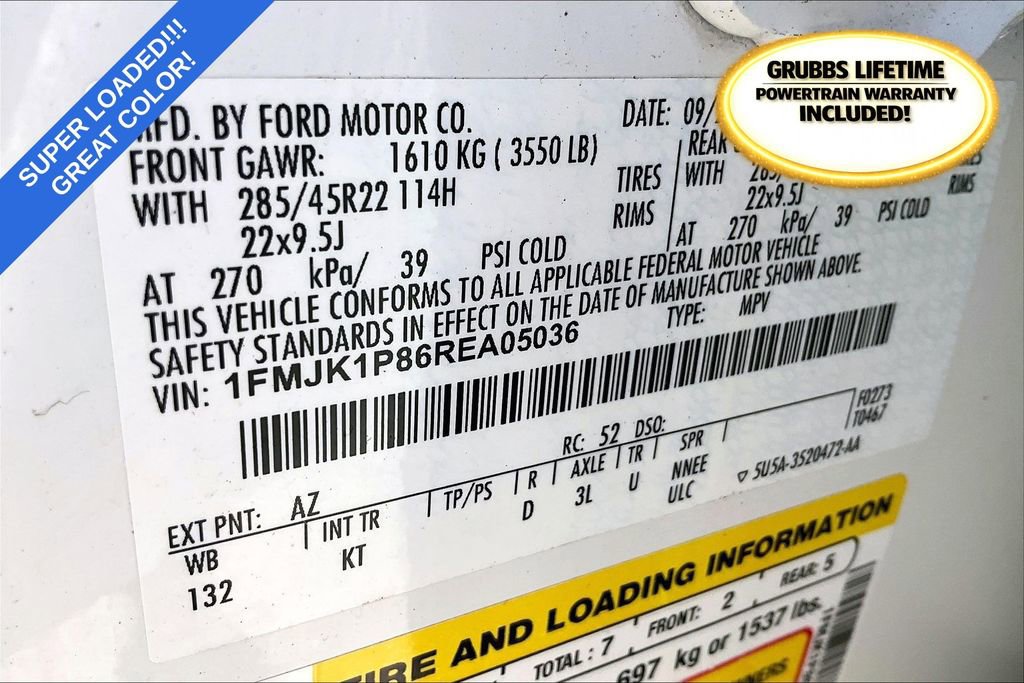 SUPER LOADED!!!
GREAT COLOR!
GRUBBS LIFETIME
POWERTRAIN WARRANTY
INCLUDED!
MFD. BY FORD MOTOR CO.
DATE: 09/
FRONT GAWR: 1610 KG ( 3550 LB)
REAR
WITH 285/45R22 114H TIRES
WITH
22x9.5J RIMS
22x9.5J RIMS
AT 270 kPa/ 39 PSI COLD
AT 270 kPa/ 39 PSI COLD
THIS VEHICLE CONFORMS TO ALL APPLICABLE FEDERAL MOTOR VEHICLE
SAFETY STANDARDS IN EFFECT ON THE DATE OF MANUFACTURE SHOWN ABOVE.
VIN: 1FMJK1P86REA05036 TYPE: MPV
F0273
T0467
EXT PNT: AZ RC: 52 DSO:
WB INT TR TP/PS R AXLE TR SPR
132 KT D 3L U NNEE
ULC
5U5A-3520472-AA
TIRE AND LOADING INFORMATION
TOTAL : 7 FRONT: 2 REAR: 5
697 kg or 1537 lbs.